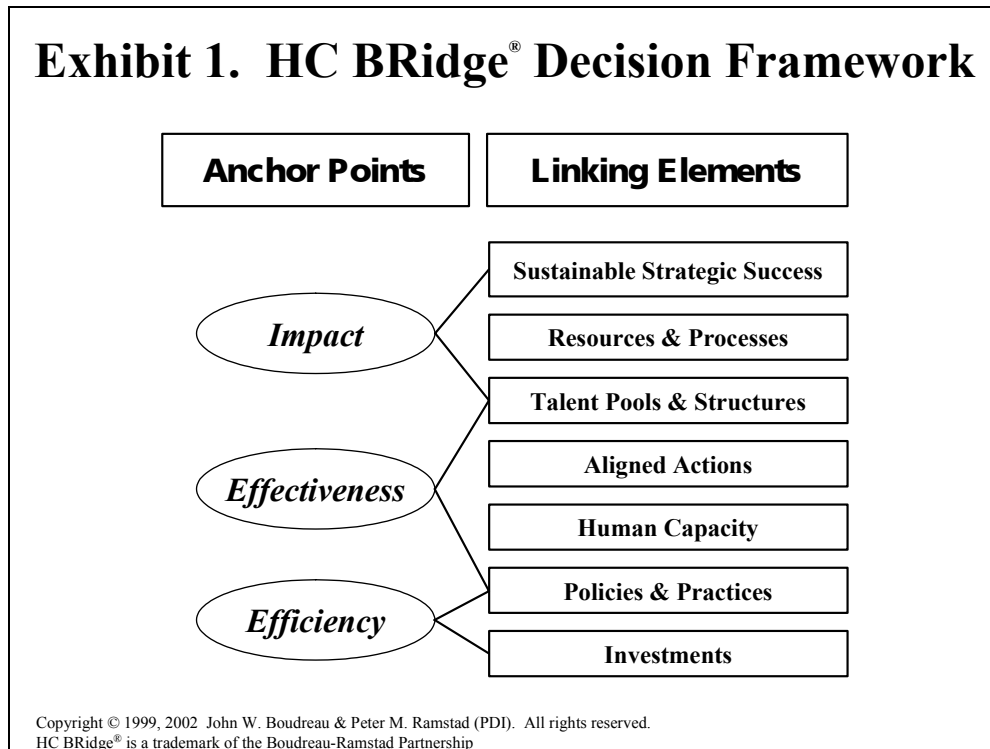 Exhibit 1. HC BRidge® Decision Framework
Anchor Points
Linking Elements
Sustainable Strategic Success
Impact
Resources & Processes
Talent Pools & Structures
Aligned Actions
Effectiveness
Human Capacity
Policies & Practices
Efficiency
Investments
Copyright © 1999, 2002 John W. Boudreau & Peter M. Ramstad (PDI). All rights reserved.
HC BRidge® is a trademark of the Boudreau-Ramstad Partnership